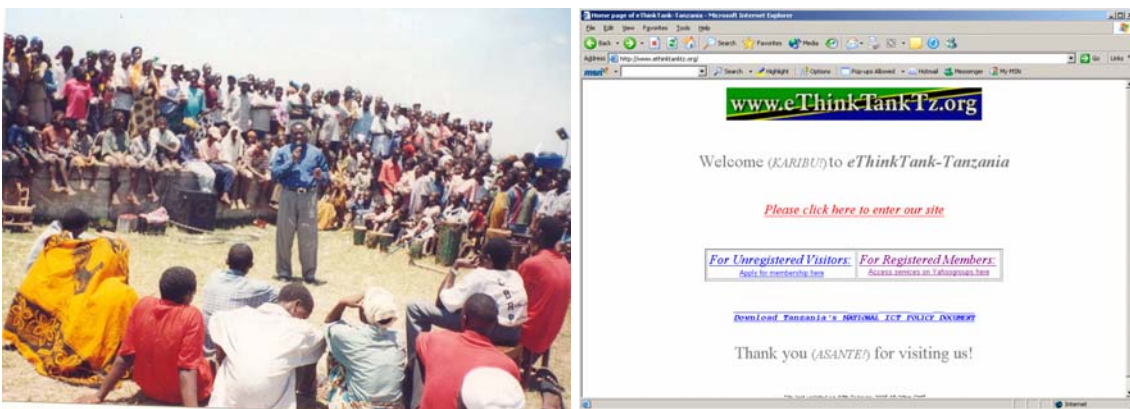 Home page of eThinkTank-Tanzania - Microsoft Internet Explorer
File Edit View Favorites Tools Help
Back Search Favorites Media
Address http://www.ethinktanktz.org/ Go Links
msn Search Highlight Options Pop-ups Allowed Hotmail Messenger My MSN
www.eThinkTankTz.org
Welcome (KARIBU!) to eThinkTank-Tanzania
Please click here to enter our site
For Unregistered Visitors: For Registered Members:
Apply for membership here Access services on Yahoogroups here
Download Tanzania's NATIONAL ICT POLICY DOCUMENT
Thank you (ASANTE!) for visiting us!
Internet